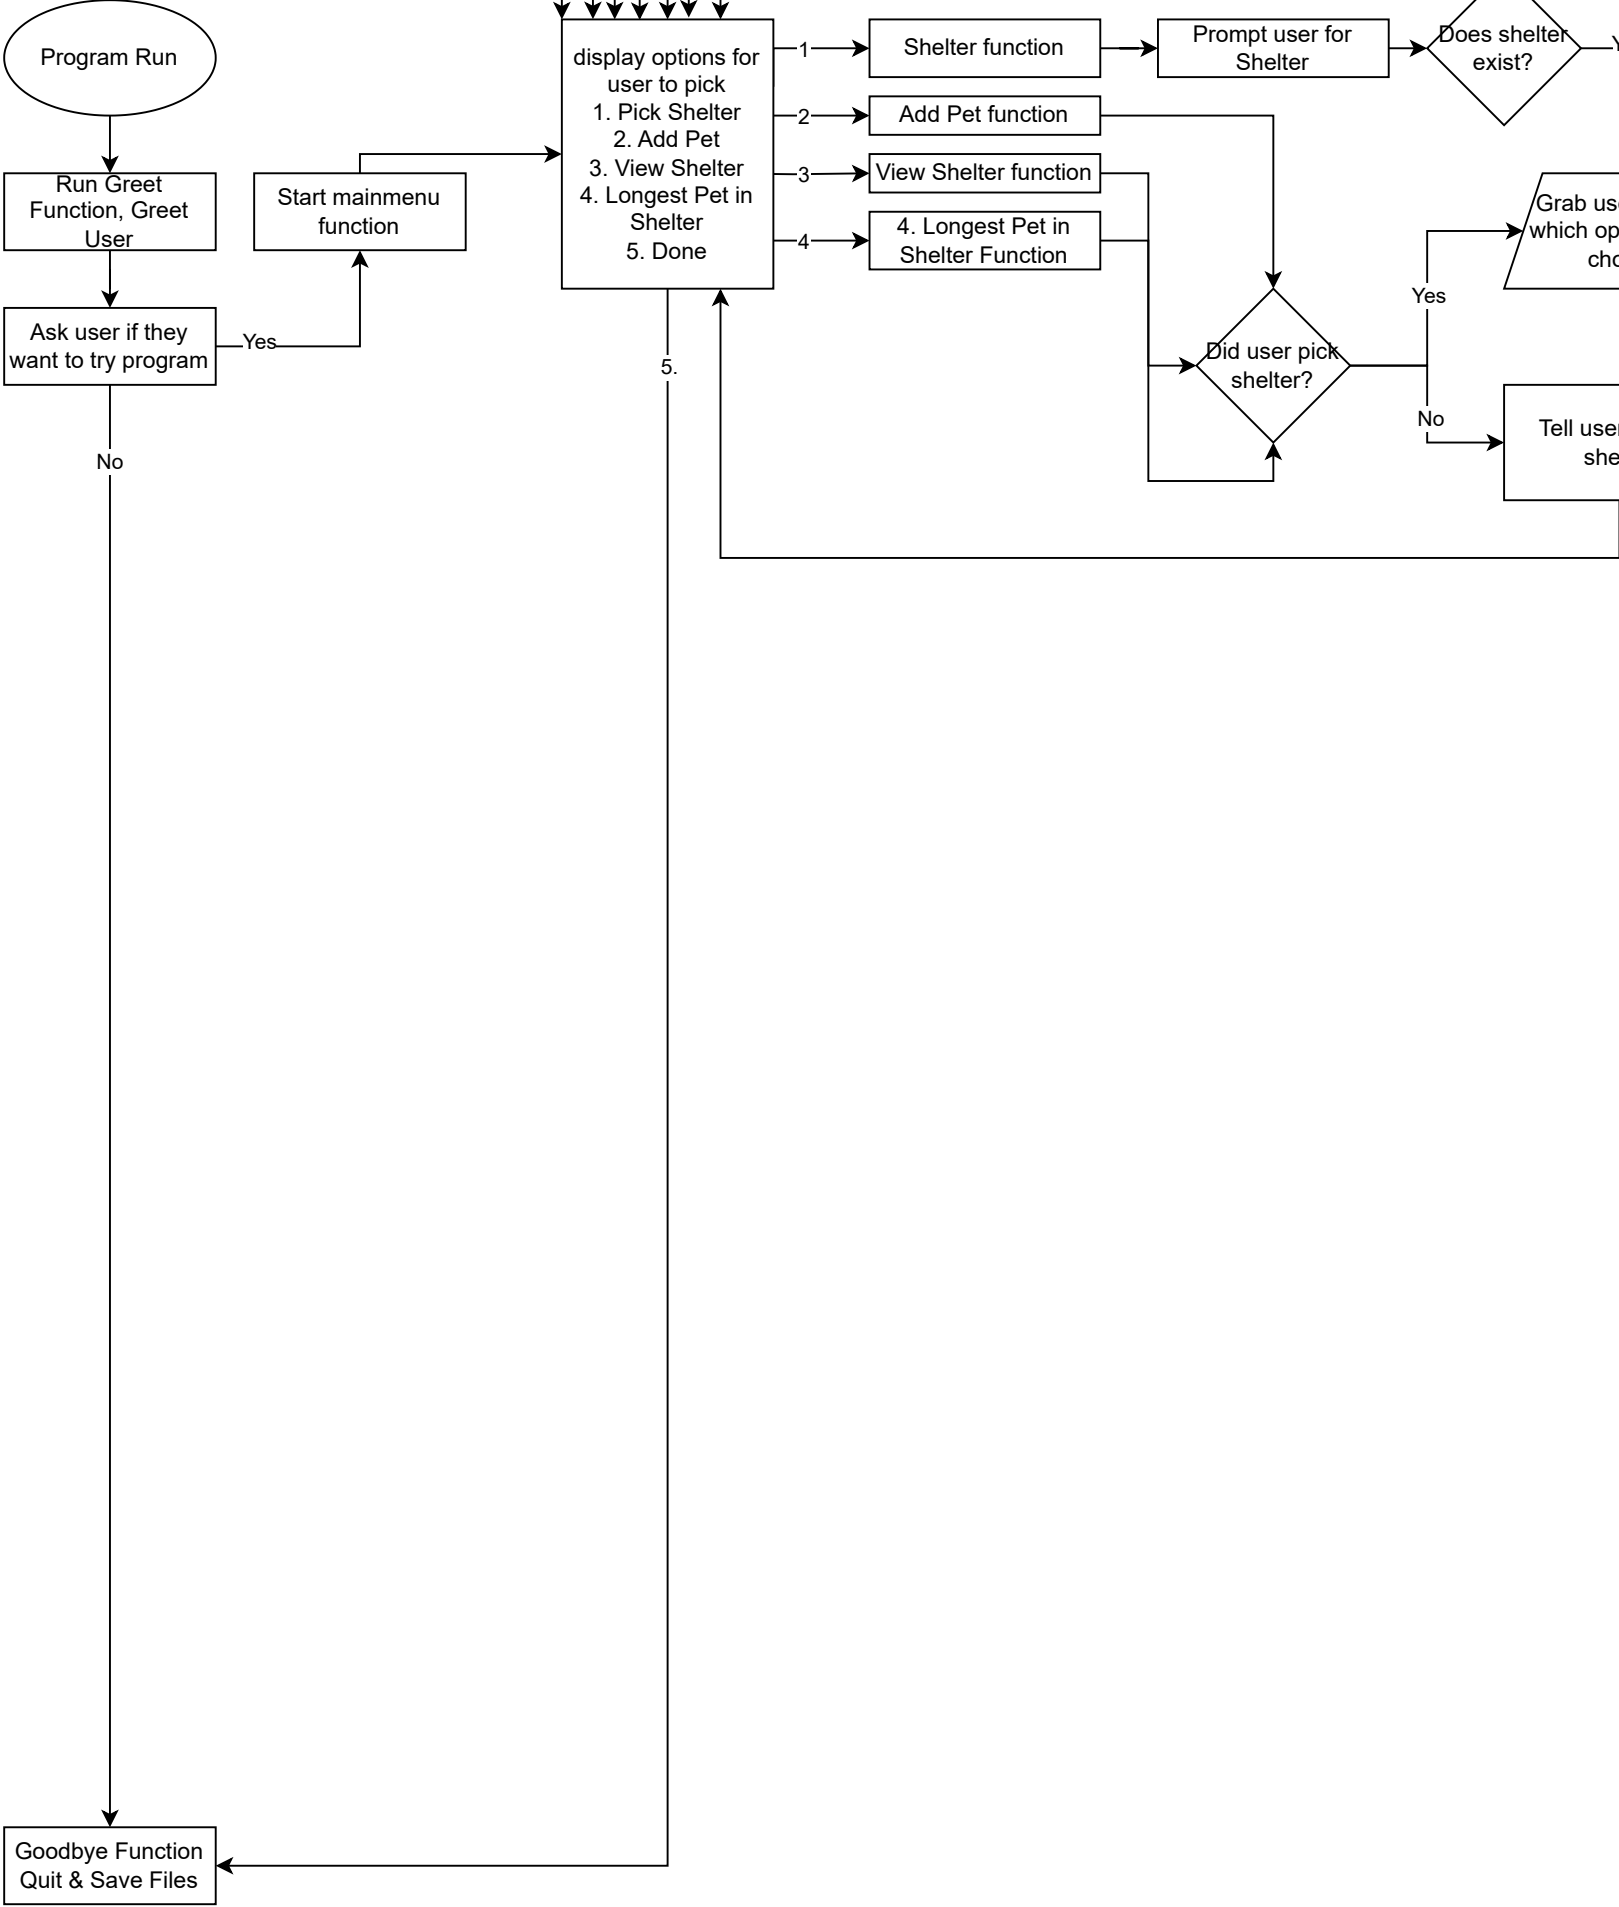 Program Run
Run Greet
Function, Greet
User
Ask user if they
want to try program
Yes
No
Start mainmenu
function
display options for
user to pick
1. Pick Shelter
2. Add Pet
3. View Shelter
4. Longest Pet in
Shelter
5. Done
5.
1
2
3
4
Shelter function
Add Pet function
View Shelter function
4. Longest Pet in
Shelter Function
Prompt user for
Shelter
Does shelter
exist?
Did user pick
shelter?
Yes
No
Grab
which
Tell
Goodbye Function
Quit & Save Files